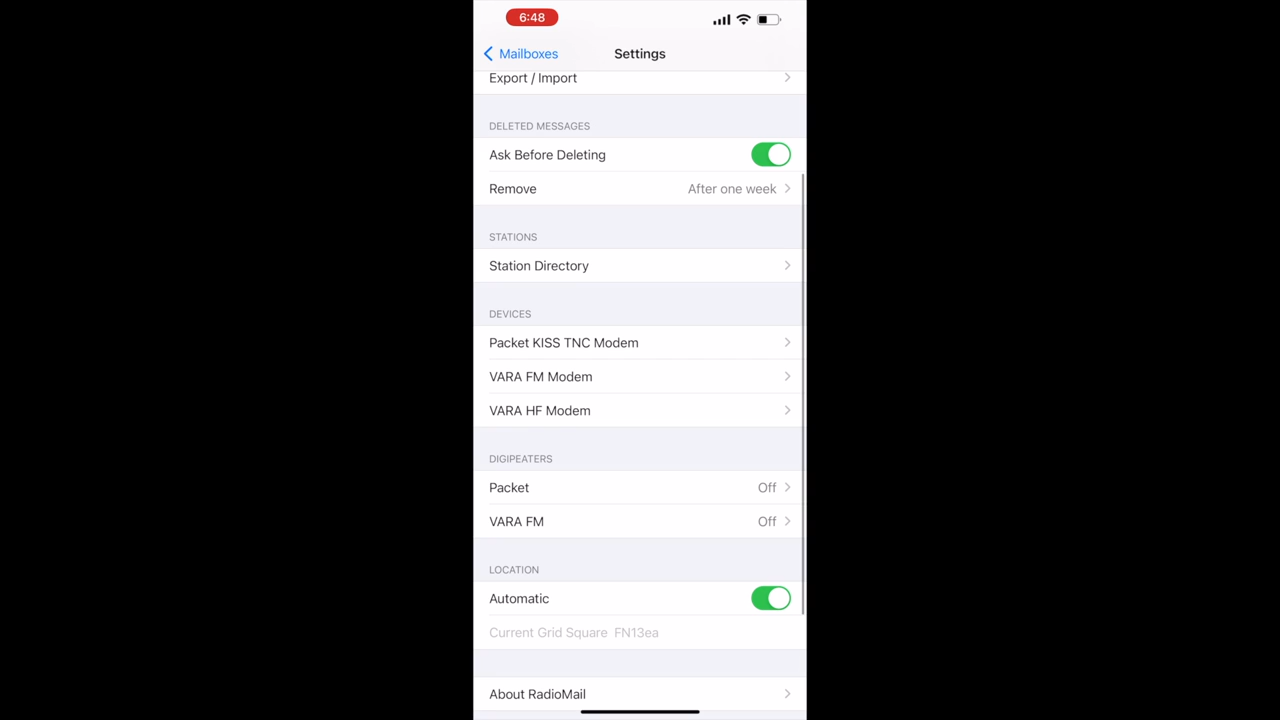 6:48
Mailboxes Settings
Export / Import
DELETED MESSAGES
Ask Before Deleting
Remove After one week
STATIONS
Station Directory
DEVICES
Packet KISS TNC Modem
VARA FM Modem
VARA HF Modem
DIGIPEATERS
Packet Off
VARA FM Off
LOCATION
Automatic
Current Grid Square FN13ea
About RadioMail